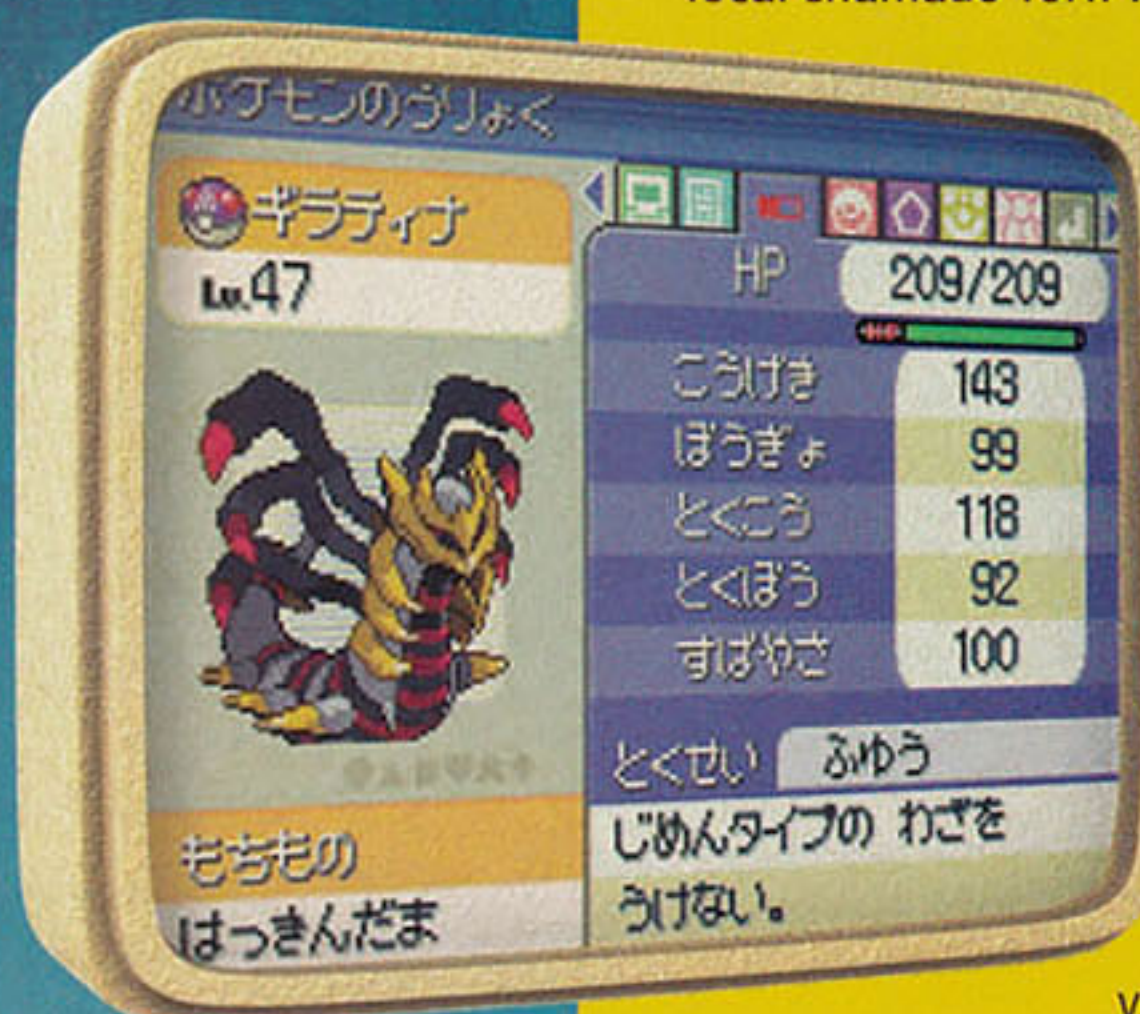 ポケモンのうりょく
ギラティナ
Lv.47
HP 209/209
HP
こうげき 143
ぼうぎょ 99
とくこう 118
とくぼう 92
すばやさ 100
とくせい ふゆう
じめんタイプの わざを
うけない。
もちもの
はっきんだま